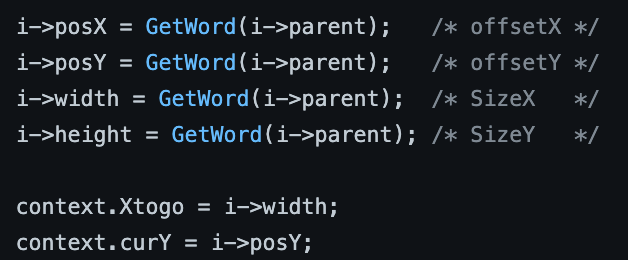 i->posX = GetWord(i->parent);   /* offsetX */
i->posY = GetWord(i->parent);   /* offsetY */
i->width = GetWord(i->parent);  /* SizeX   */
i->height = GetWord(i->parent); /* SizeY   */

context.Xtogo = i->width;
context.curY = i->posY;